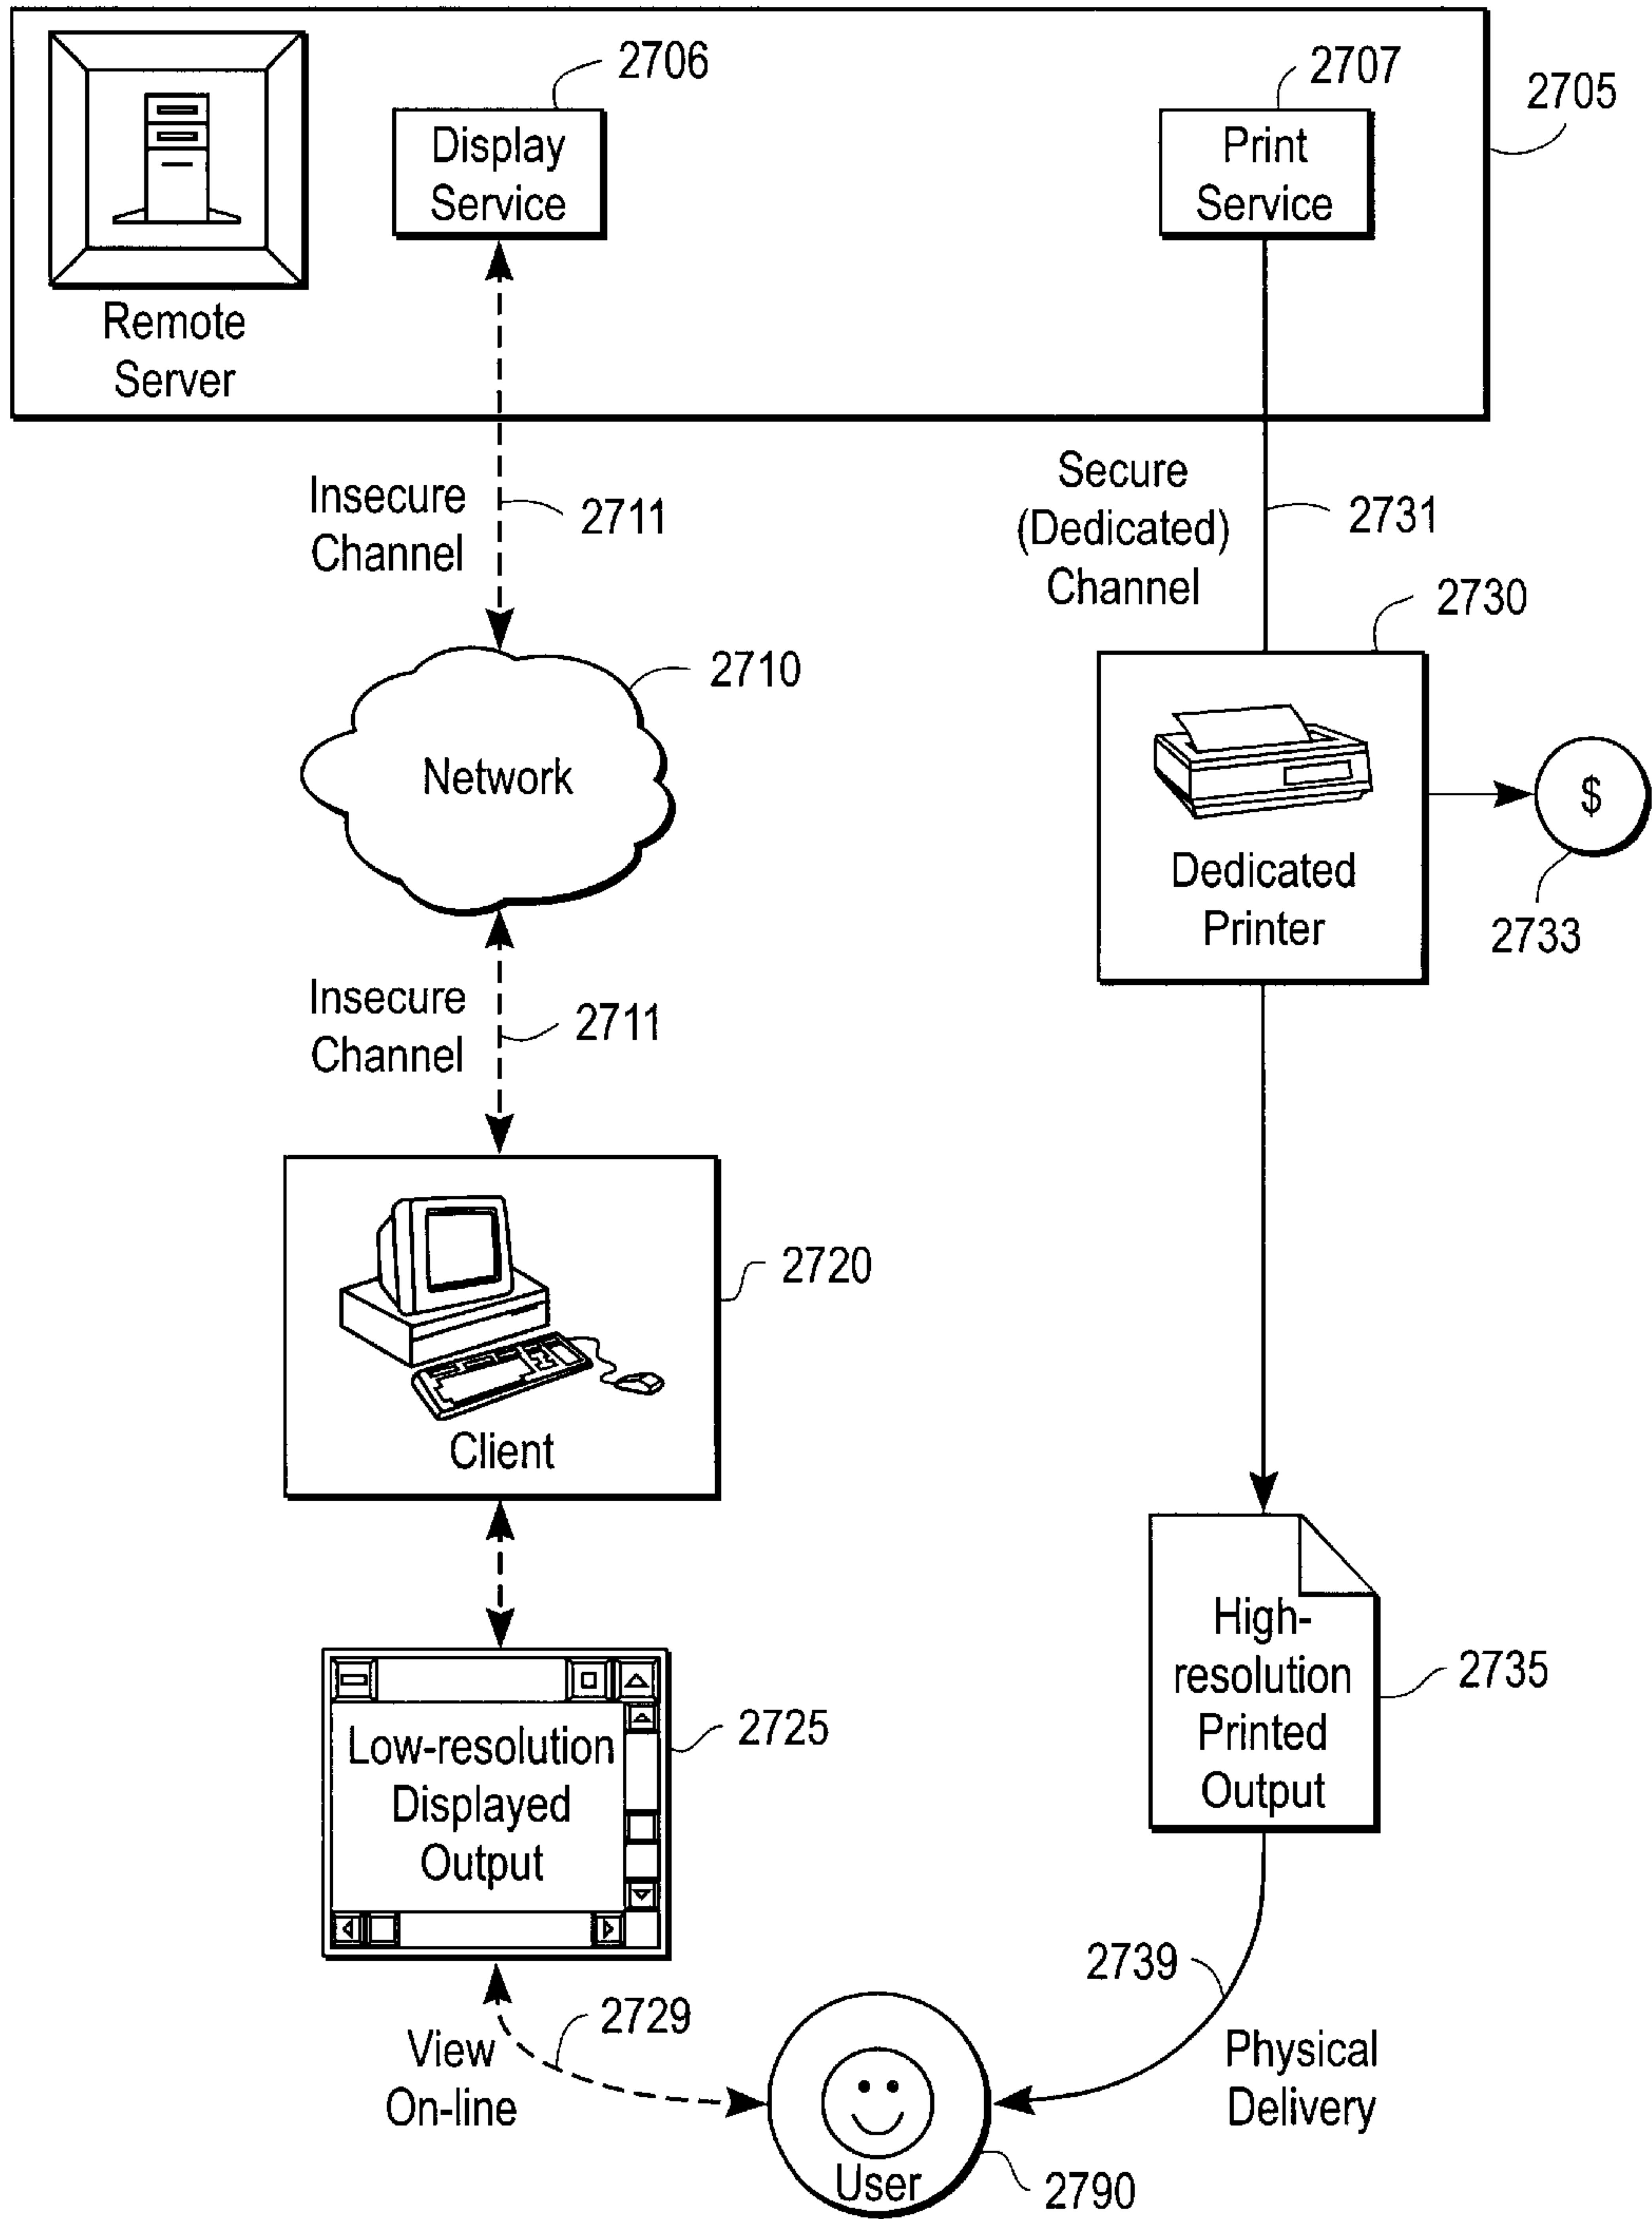 2706
2707
2705
Display
Service
Print
Service
Remote
Server
Insecure
Channel
2711
Secure
(Dedicated)
Channel
2731
2730
2710
Network
$
Dedicated
Printer
2733
Insecure
Channel
2711
2720
Client
2725
Low-resolution
Displayed
Output
High-
resolution
Printed
Output
2735
2739
2729
View
On-line
Physical
Delivery
User
2790